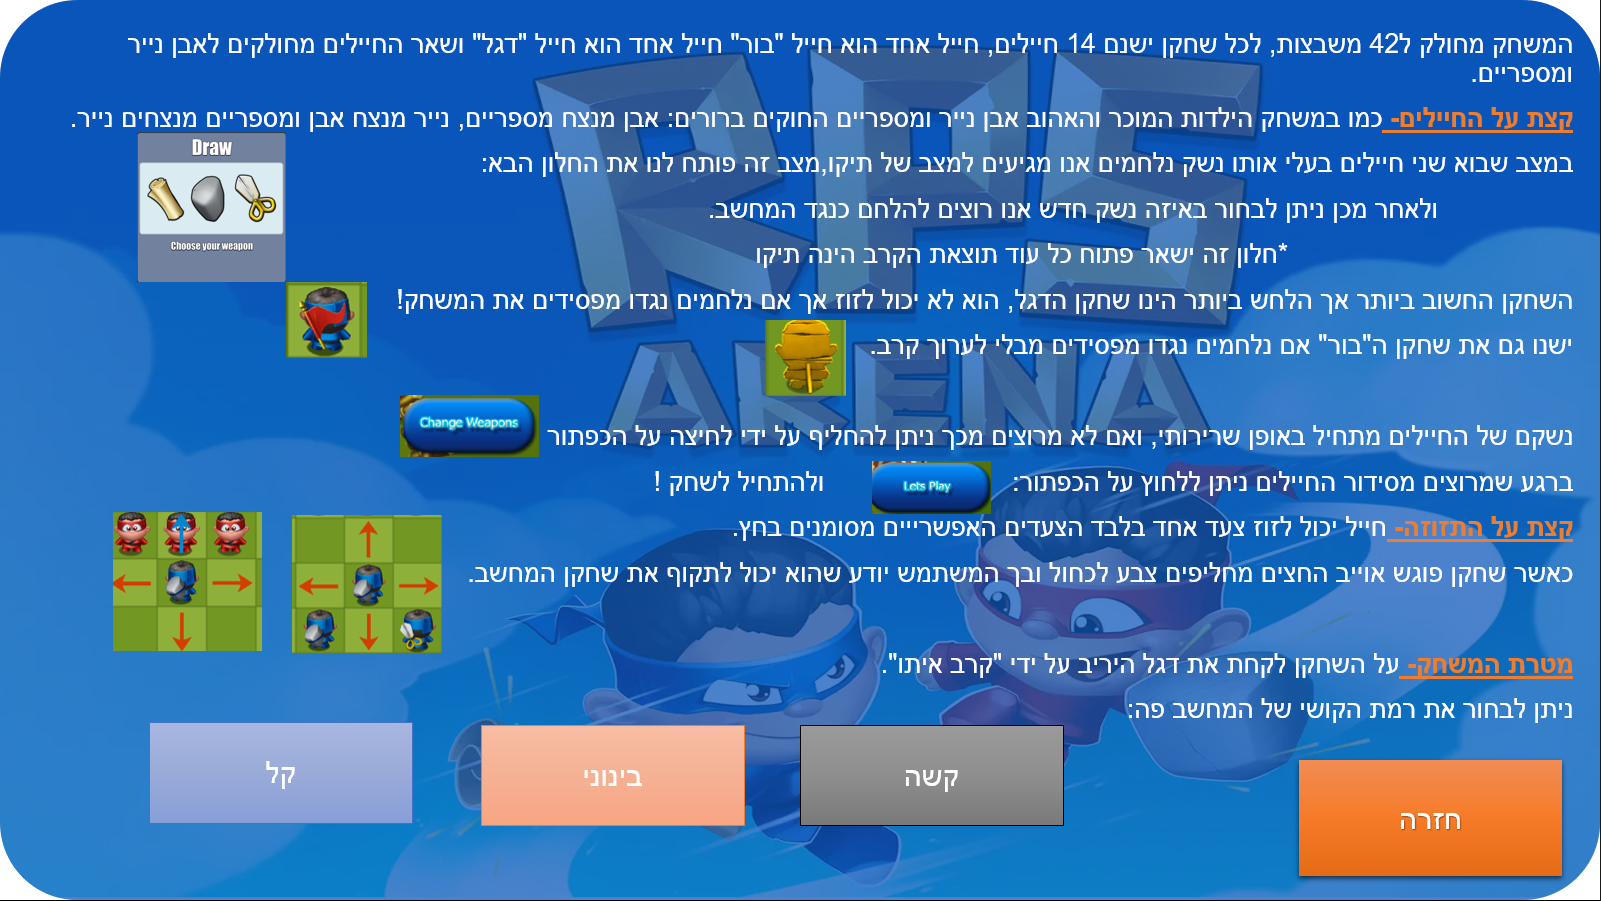 המשחק מחולק ל42 משבצות, לכל שחקן ישנם 14 חיילים, חייל אחד הוא חייל "בור" חייל אחד הוא חייל "דגל" ושאר החיילים מחולקים לאבן נייר
ומספריים.
קצת על החיילים- כמו במשחק הילדות המוכר והאהוב אבן נייר ומספריים החוקים ברורים: אבן מנצח מספריים, נייר מנצח אבן ומספריים מנצחים נייר.
Draw
במצב שבוא שני חיילים בעלי אותו נשק נלחמים אנו מגיעים למצב של תיקו,מצב זה פותח לנו את החלון הבא:
ולאחר מכן ניתן לבחור באיזה נשק חדש אנו רוצים להלחם כנגד המחשב.
Choose your weapon
*חלון זה ישאר פתוח כל עוד תוצאת הקרב הינה תיקו
השחקן החשוב ביותר אך הלחש ביותר הינו שחקן הדגל, הוא לא יכול לזוז אך אם נלחמים נגדו מפסידים את המשחק!
ישנו גם את שחקן ה"בור" אם נלחמים נגדו מפסידים מבלי לערוך קרב.
RPS
ARENA
נשקם של החיילים מתחיל באופן שרירותי, ואם לא מרוצים מכך ניתן להחליף על ידי לחיצה על הכפתור
Change Weapons
ברגע שמרוצים מסידור החיילים ניתן ללחוץ על הכפתור: Lets Play ולהתחיל לשחק !
קצת על התזוזה- חייל יכול לזוז צעד אחד בלבד הצעדים האפשרייים מסומנים בחץ.
כאשר שחקן פוגש אוייב החצים מחליפים צבע לכחול ובך המשתמש יודע שהוא יכול לתקוף את שחקן המחשב.
מטרת המשחק- על השחקן לקחת את דגל היריב על ידי "קרב איתו".
ניתן לבחור את רמת הקושי של המחשב פה:
קשה
בינוני
קל
חזרה